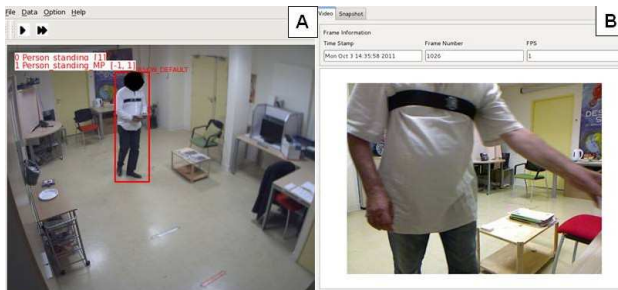 File Data Option Help
A
0 Person standing [1]
1 Person standing MP [-1, 1]
Video Snapshot
B
Frame Information
Time Stamp Frame Number FPS
Mon Oct 3 14:35:58 2011 1026 1